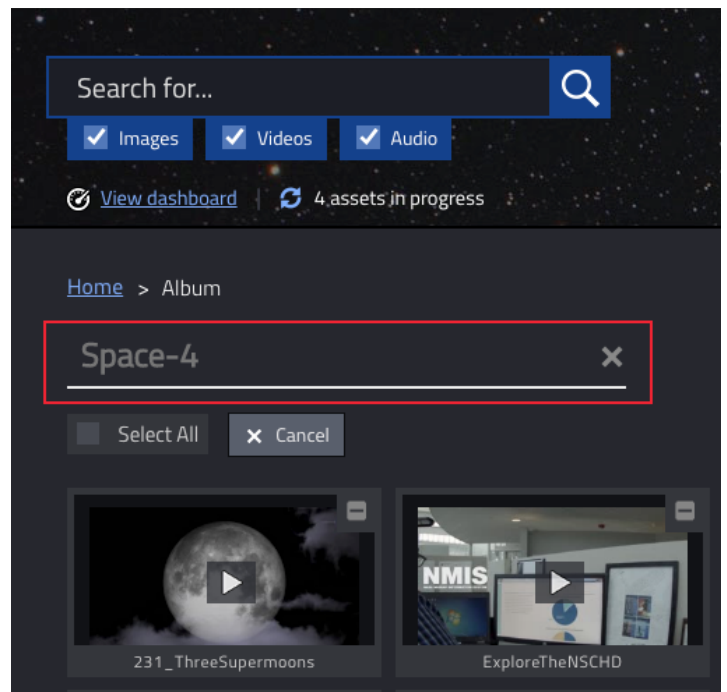 Search for...
Images Videos Audio
View dashboard | 4 assets in progress
Home > Album
Space-4
Select All Cancel
NMIS
231_ThreeSupermoons ExploreTheNSCHD